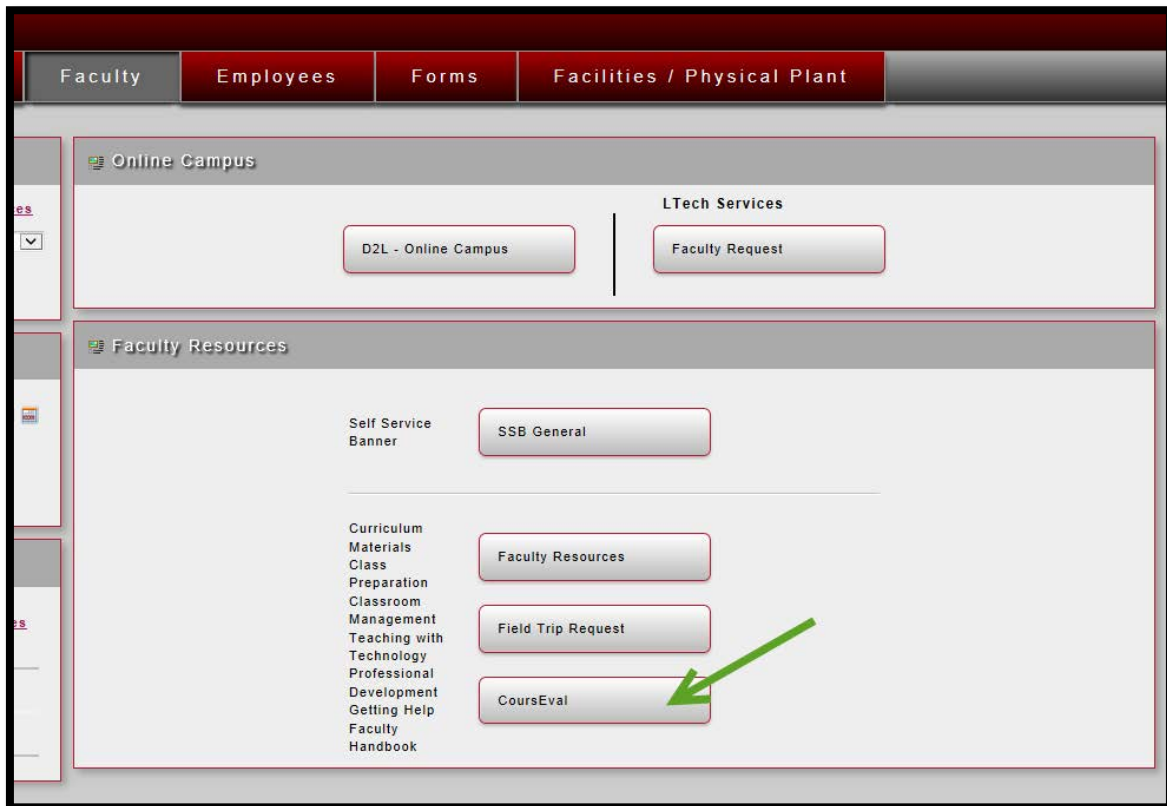 Faculty
Employees
Forms
Facilities / Physical Plant
es
Online Campus
LTech Services
D2L - Online Campus
Faculty Request
Faculty Resources
Self Service
Banner
SSB General
es
Curriculum
Materials
Class
Preparation
Classroom
Management
Teaching with
Technology
Professional
Development
Getting Help
Faculty
Handbook
Faculty Resources
Field Trip Request
CoursEval